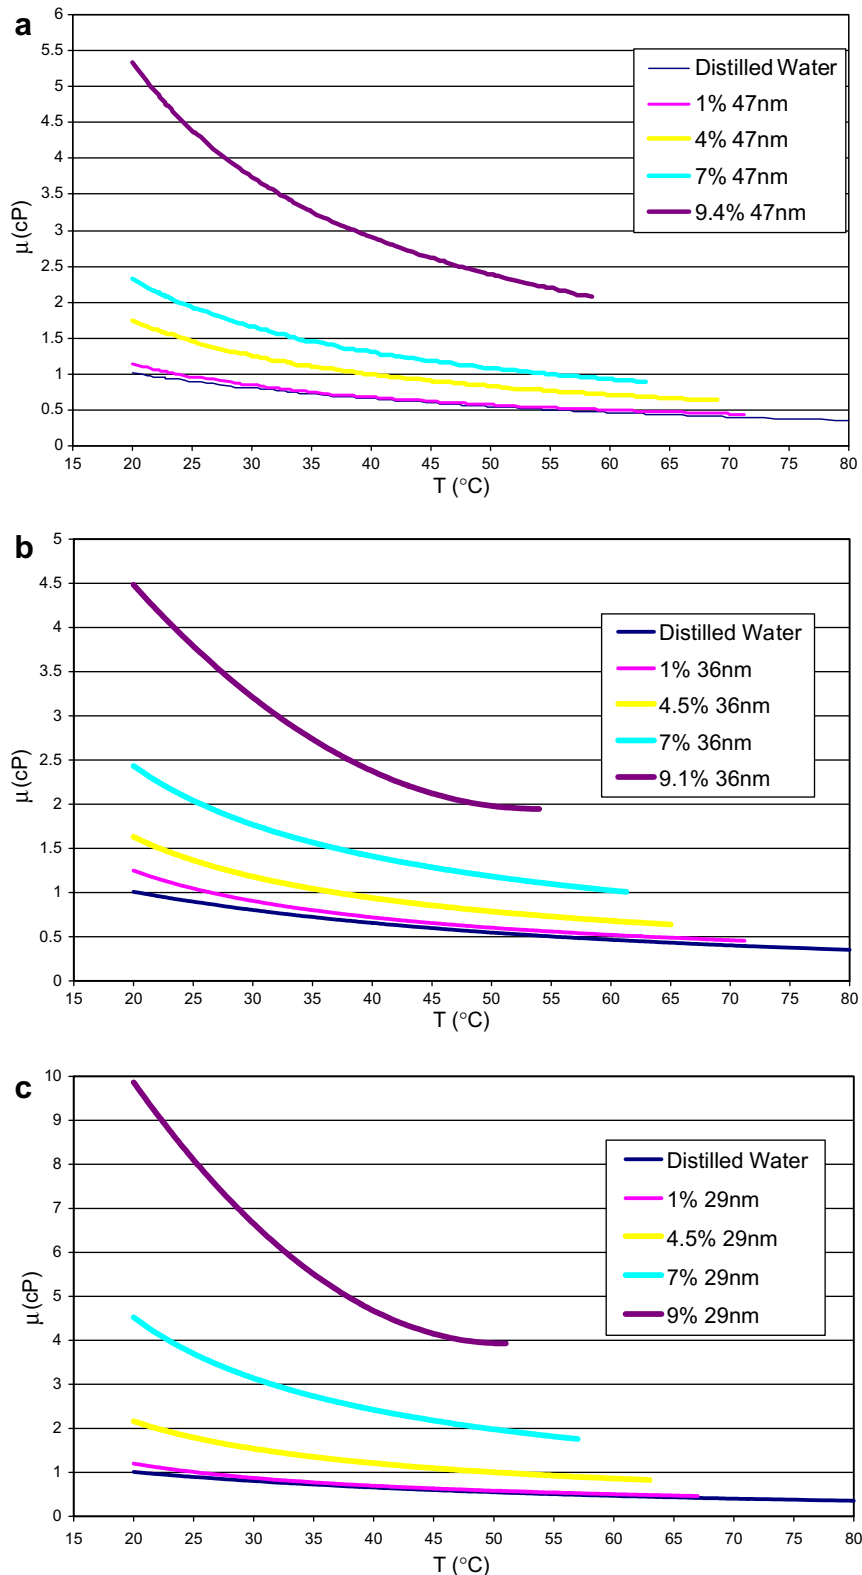 a
6
5.5
5
4.5
4
3.5
3
2.5
2
1.5
1
0.5
0
μ (cP)
Distilled Water
1% 47nm
4% 47nm
7% 47nm
9.4% 47nm
15 20 25 30 35 40 45 50 55 60 65 70 75 80
T (°C)
b
5
4.5
4
3.5
3
2.5
2
1.5
1
0.5
0
μ (cP)
Distilled Water
1% 36nm
4.5% 36nm
7% 36nm
9.1% 36nm
15 20 25 30 35 40 45 50 55 60 65 70 75 80
T (°C)
c
10
9
8
7
6
5
4
3
2
1
0
μ (cP)
Distilled Water
1% 29nm
4.5% 29nm
7% 29nm
9% 29nm
15 20 25 30 35 40 45 50 55 60 65 70 75 80
T (°C)